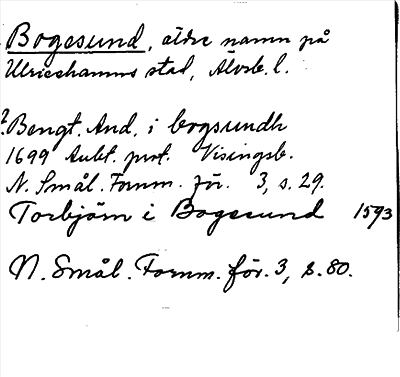 Bogesund, äldre namn på
Ulricehamns stad, Älvsb. l.
? Bengt. And. i bogsundh
1699 Aukt. prot. Visingsb.
N. Smål. Fornm. för. 3, s. 29.
Torbjörn i Bogesund 1593
N. Smål. Fornm. för. 3, s. 80.